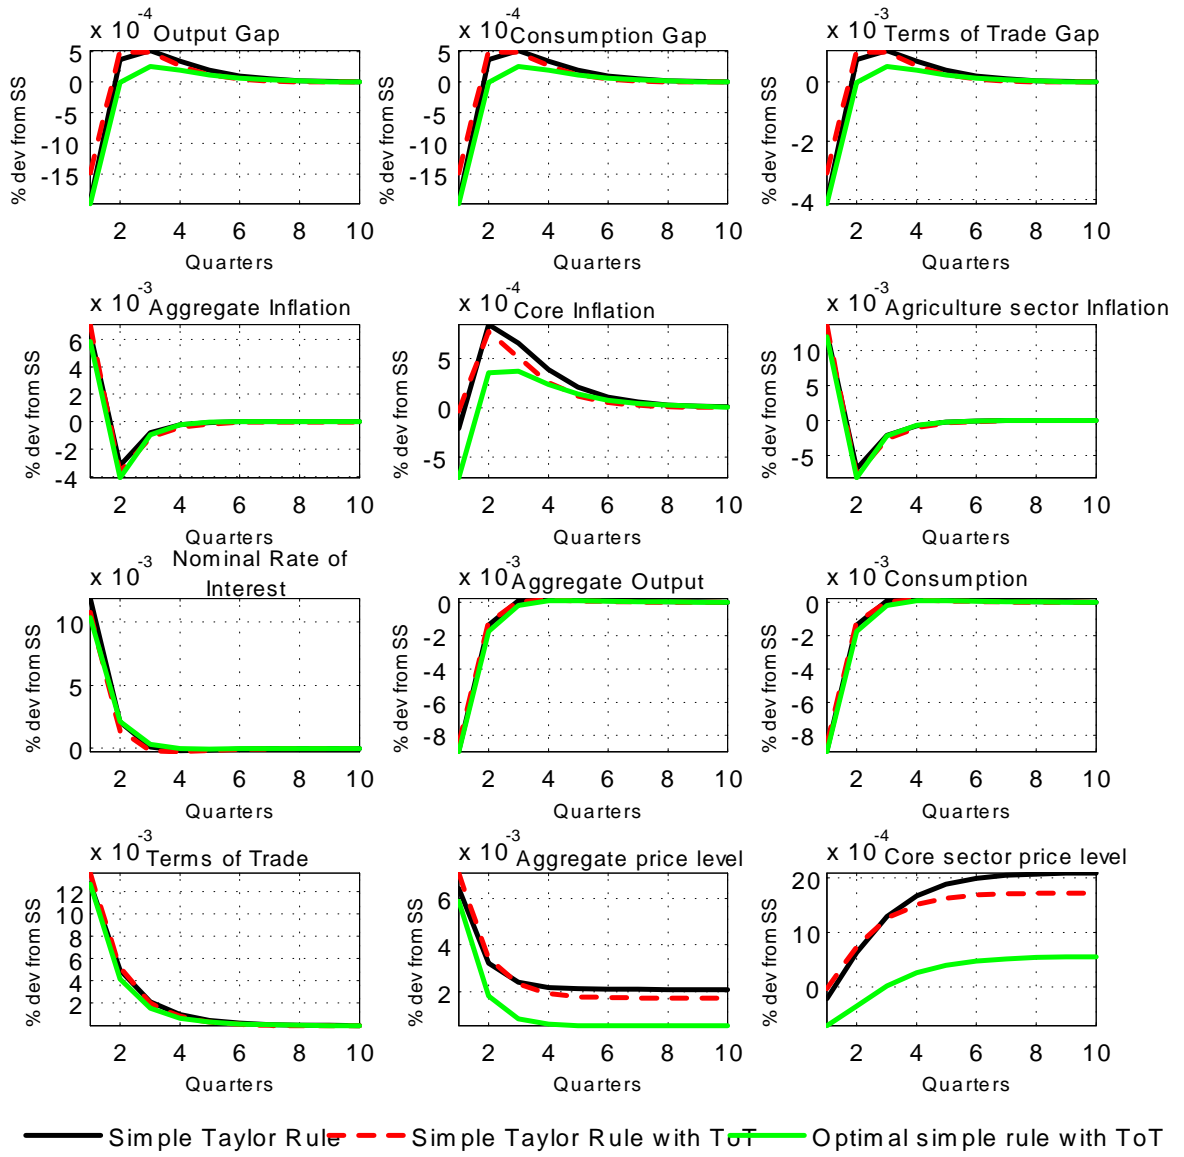 x 10-4 Output Gap
5
0
-5
-10
-15
% dev from SS
2 4 6 8 10
Quarters
x 10-4 Consumption Gap
5
0
-5
-10
-15
% dev from SS
2 4 6 8 10
Quarters
x 10-3 Terms of Trade Gap
0
-2
-4
% dev from SS
2 4 6 8 10
Quarters
x 10-3 Aggregate Inflation
6
4
2
0
-2
-4
% dev from SS
2 4 6 8 10
Quarters
x 10-4 Core Inflation
5
0
-5
% dev from SS
2 4 6 8 10
Quarters
x 10-3 Agriculture sector Inflation
10
5
0
-5
% dev from SS
2 4 6 8 10
Quarters
x 10-3 Nominal Rate of
Interest
10
5
0
% dev from SS
2 4 6 8 10
Quarters
x 10-3 Aggregate Output
0
-2
-4
-6
-8
% dev from SS
2 4 6 8 10
Quarters
x 10-3 Consumption
0
-2
-4
-6
-8
% dev from SS
2 4 6 8 10
Quarters
x 10-3 Terms of Trade
12
10
8
6
4
2
% dev from SS
2 4 6 8 10
Quarters
x 10-3 Aggregate price level
6
4
2
% dev from SS
2 4 6 8 10
Quarters
x 10-4 Core sector price level
20
10
0
% dev from SS
2 4 6 8 10
Quarters
Simple Taylor Rule Simple Taylor Rule with ToT Optimal simple rule with ToT